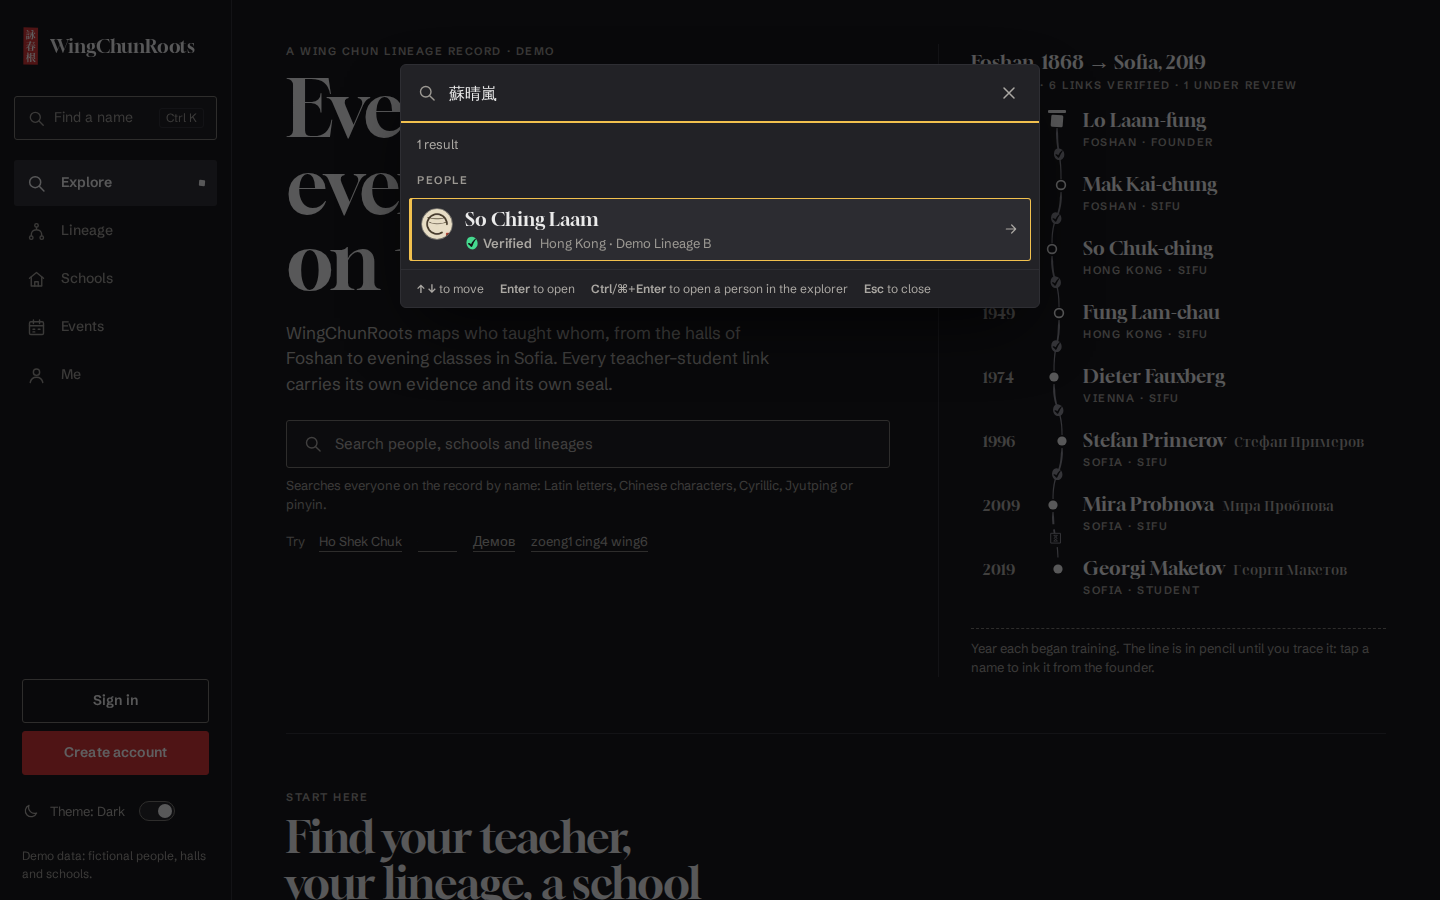 詠春根
WingChunRoots
Find a name
Ctrl K
Explore
Lineage
Schools
Events
Me
Sign in
Create account
Theme: Dark
Demo data: fictional people, halls
and schools.
A WING CHUN LINEAGE RECORD · DEMO
蘇晴嵐
1 result
PEOPLE
So Ching Laam
Verified Hong Kong · Demo Lineage B
↑↓ to move Enter to open Ctrl/⌘+Enter to open a person in the explorer Esc to close
WingChunRoots maps who taught whom, from the halls of
Foshan to evening classes in Sofia. Every teacher–student link
carries its own evidence and its own seal.
Search people, schools and lineages
Searches everyone on the record by name: Latin letters, Chinese characters, Cyrillic, Jyutping or
pinyin.
Try Ho Shek Chuk Демов zoeng1 cing4 wing6
Foshan 1868 → Sofia, 2019
· 6 LINKS VERIFIED · 1 UNDER REVIEW
Lo Laam-fung
FOSHAN · FOUNDER
Mak Kai-chung
FOSHAN · SIFU
So Chuk-ching
HONG KONG · SIFU
1949 Fung Lam-chau
HONG KONG · SIFU
1974 Dieter Fauxberg
VIENNA · SIFU
1996 Stefan Primerov Стефан Примеров
SOFIA · SIFU
2009 Mira Probnova Мира Пробнова
SOFIA · SIFU
2019 Georgi Maketov Георги Макетов
SOFIA · STUDENT
Year each began training. The line is in pencil until you trace it: tap a
name to ink it from the founder.
START HERE
Find your teacher,
your lineage, a school